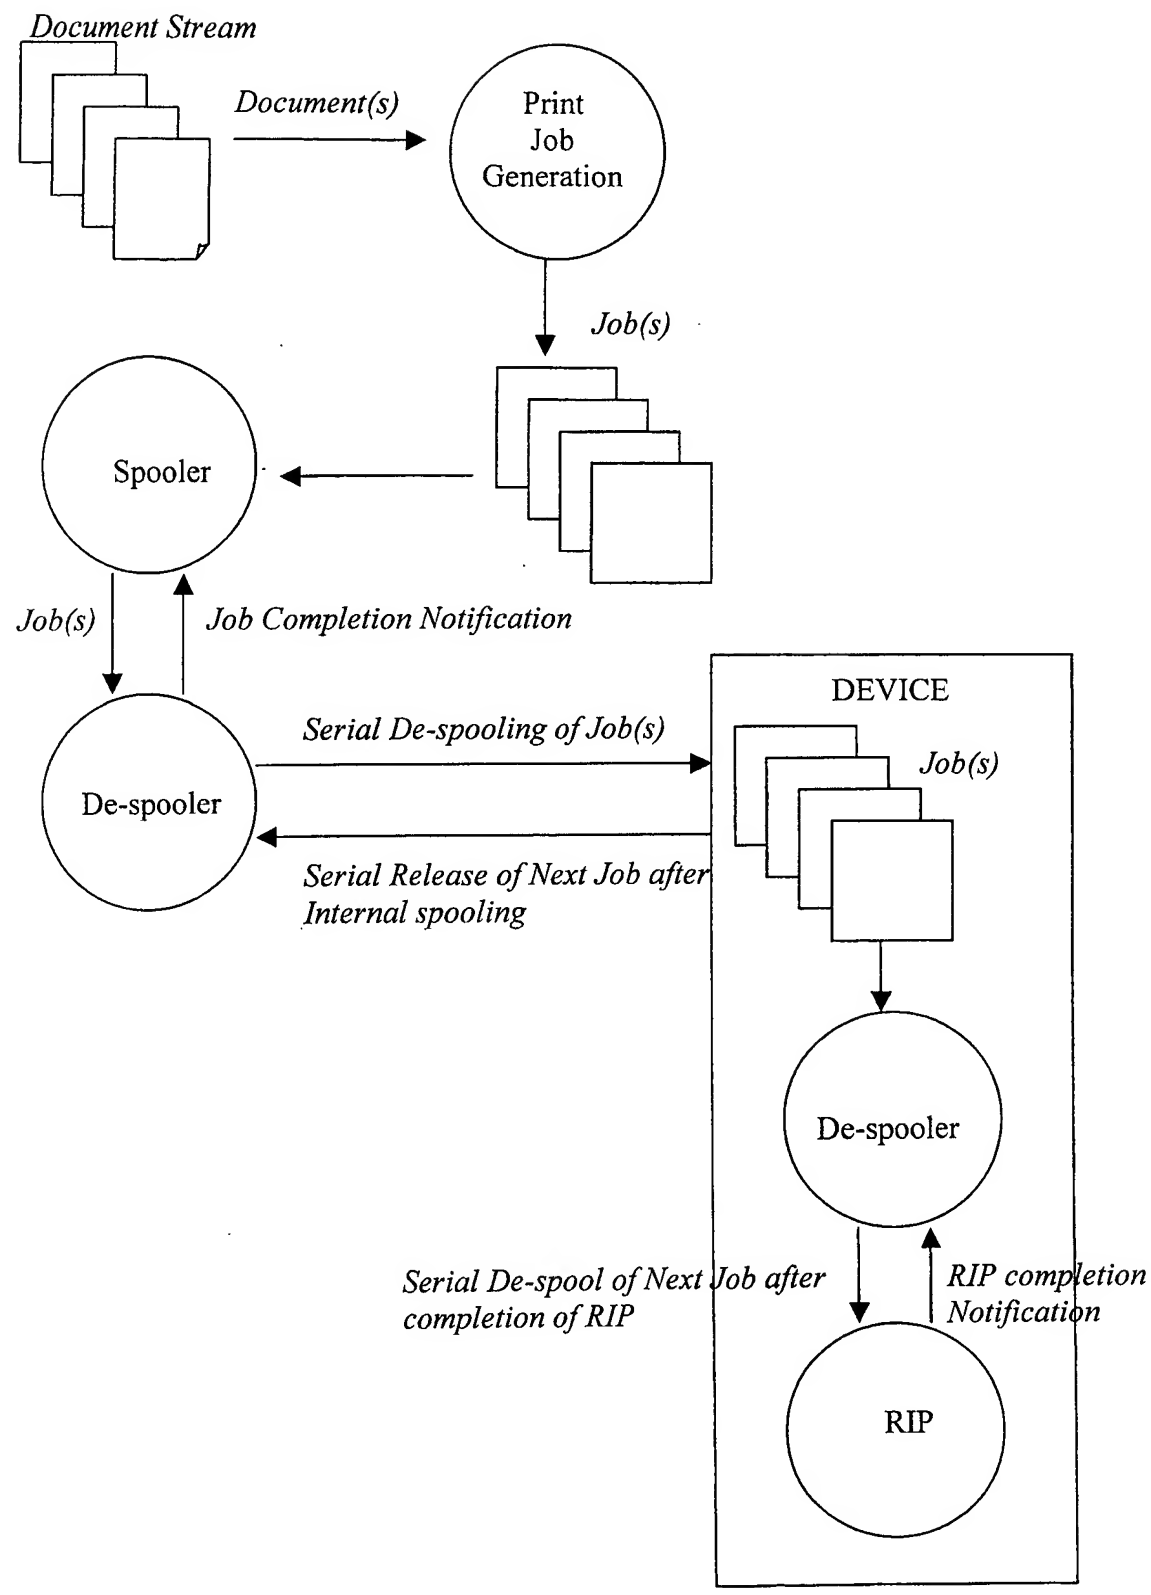 Document Stream
Document(s)
Print
Job
Generation
Job(s)
Spooler
Job(s)
Job Completion Notification
DEVICE
Serial De-spooling of Job(s)
Job(s)
De-spooler
Serial Release of Next Job after
Internal spooling
De-spooler
Serial De-spool of Next Job after
completion of RIP
RIP completion
Notification
RIP